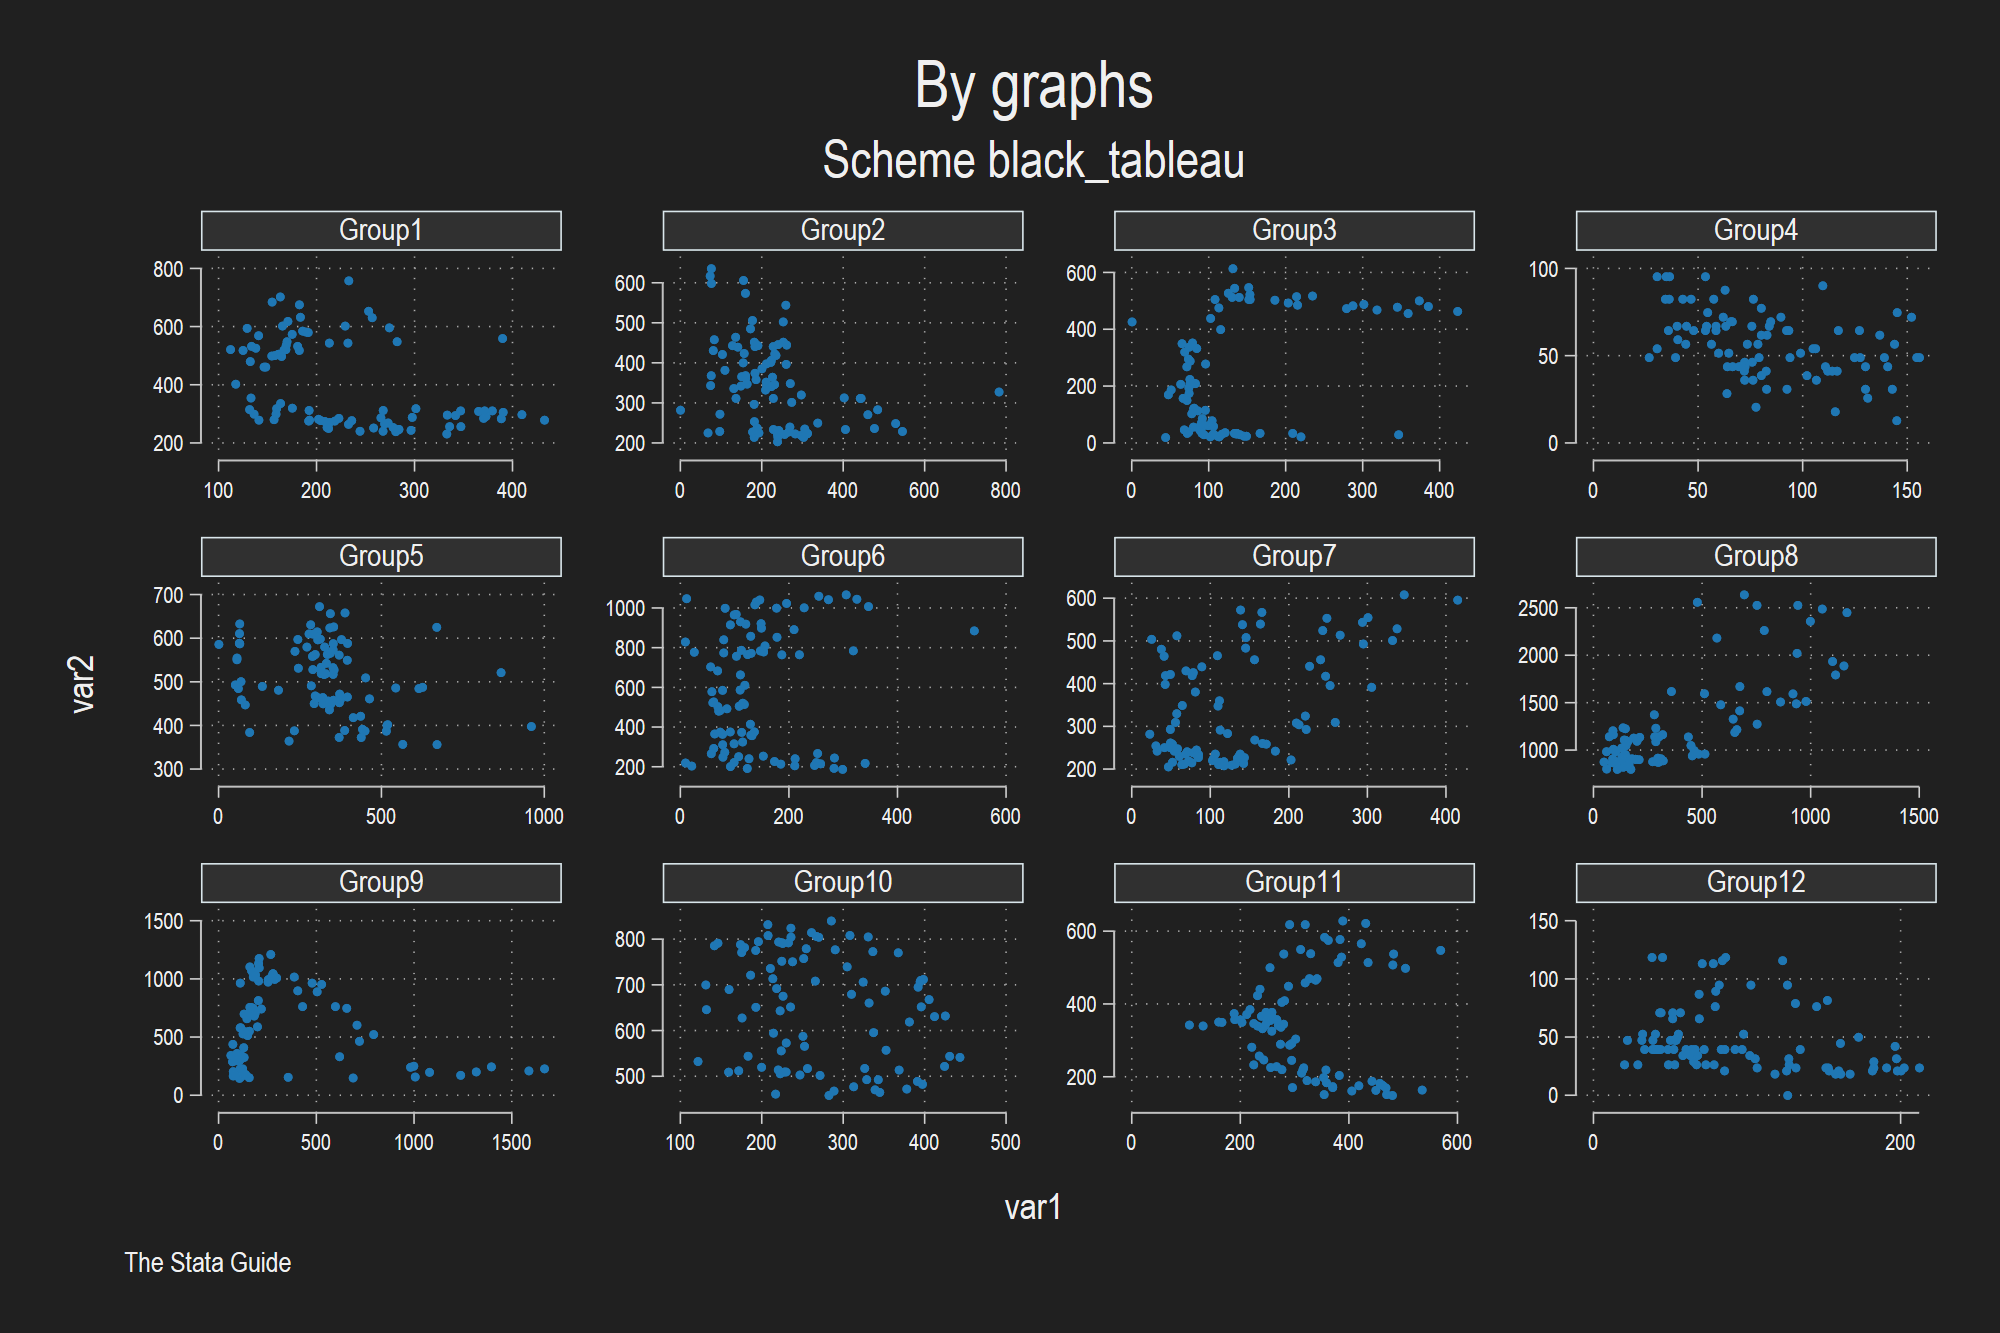 By graphs
Scheme black_tableau
Group1 Group2 Group3 Group4
800
600
400
200
100 200 300 400
600
500
400
300
200
0 200 400 600 800
600
400
200
0
0 100 200 300 400
100
50
0
0 50 100 150
Group5 Group6 Group7 Group8
var2
700
600
500
400
300
0 500 1000
1000
800
600
400
200
0 200 400 600
600
500
400
300
200
0 100 200 300 400
2500
2000
1500
1000
0 500 1000 1500
Group9 Group10 Group11 Group12
1500
1000
500
0
0 500 1000 1500
800
700
600
500
100 200 300 400 500
600
400
200
0 200 400 600
150
100
50
0
0 200
var1
The Stata Guide